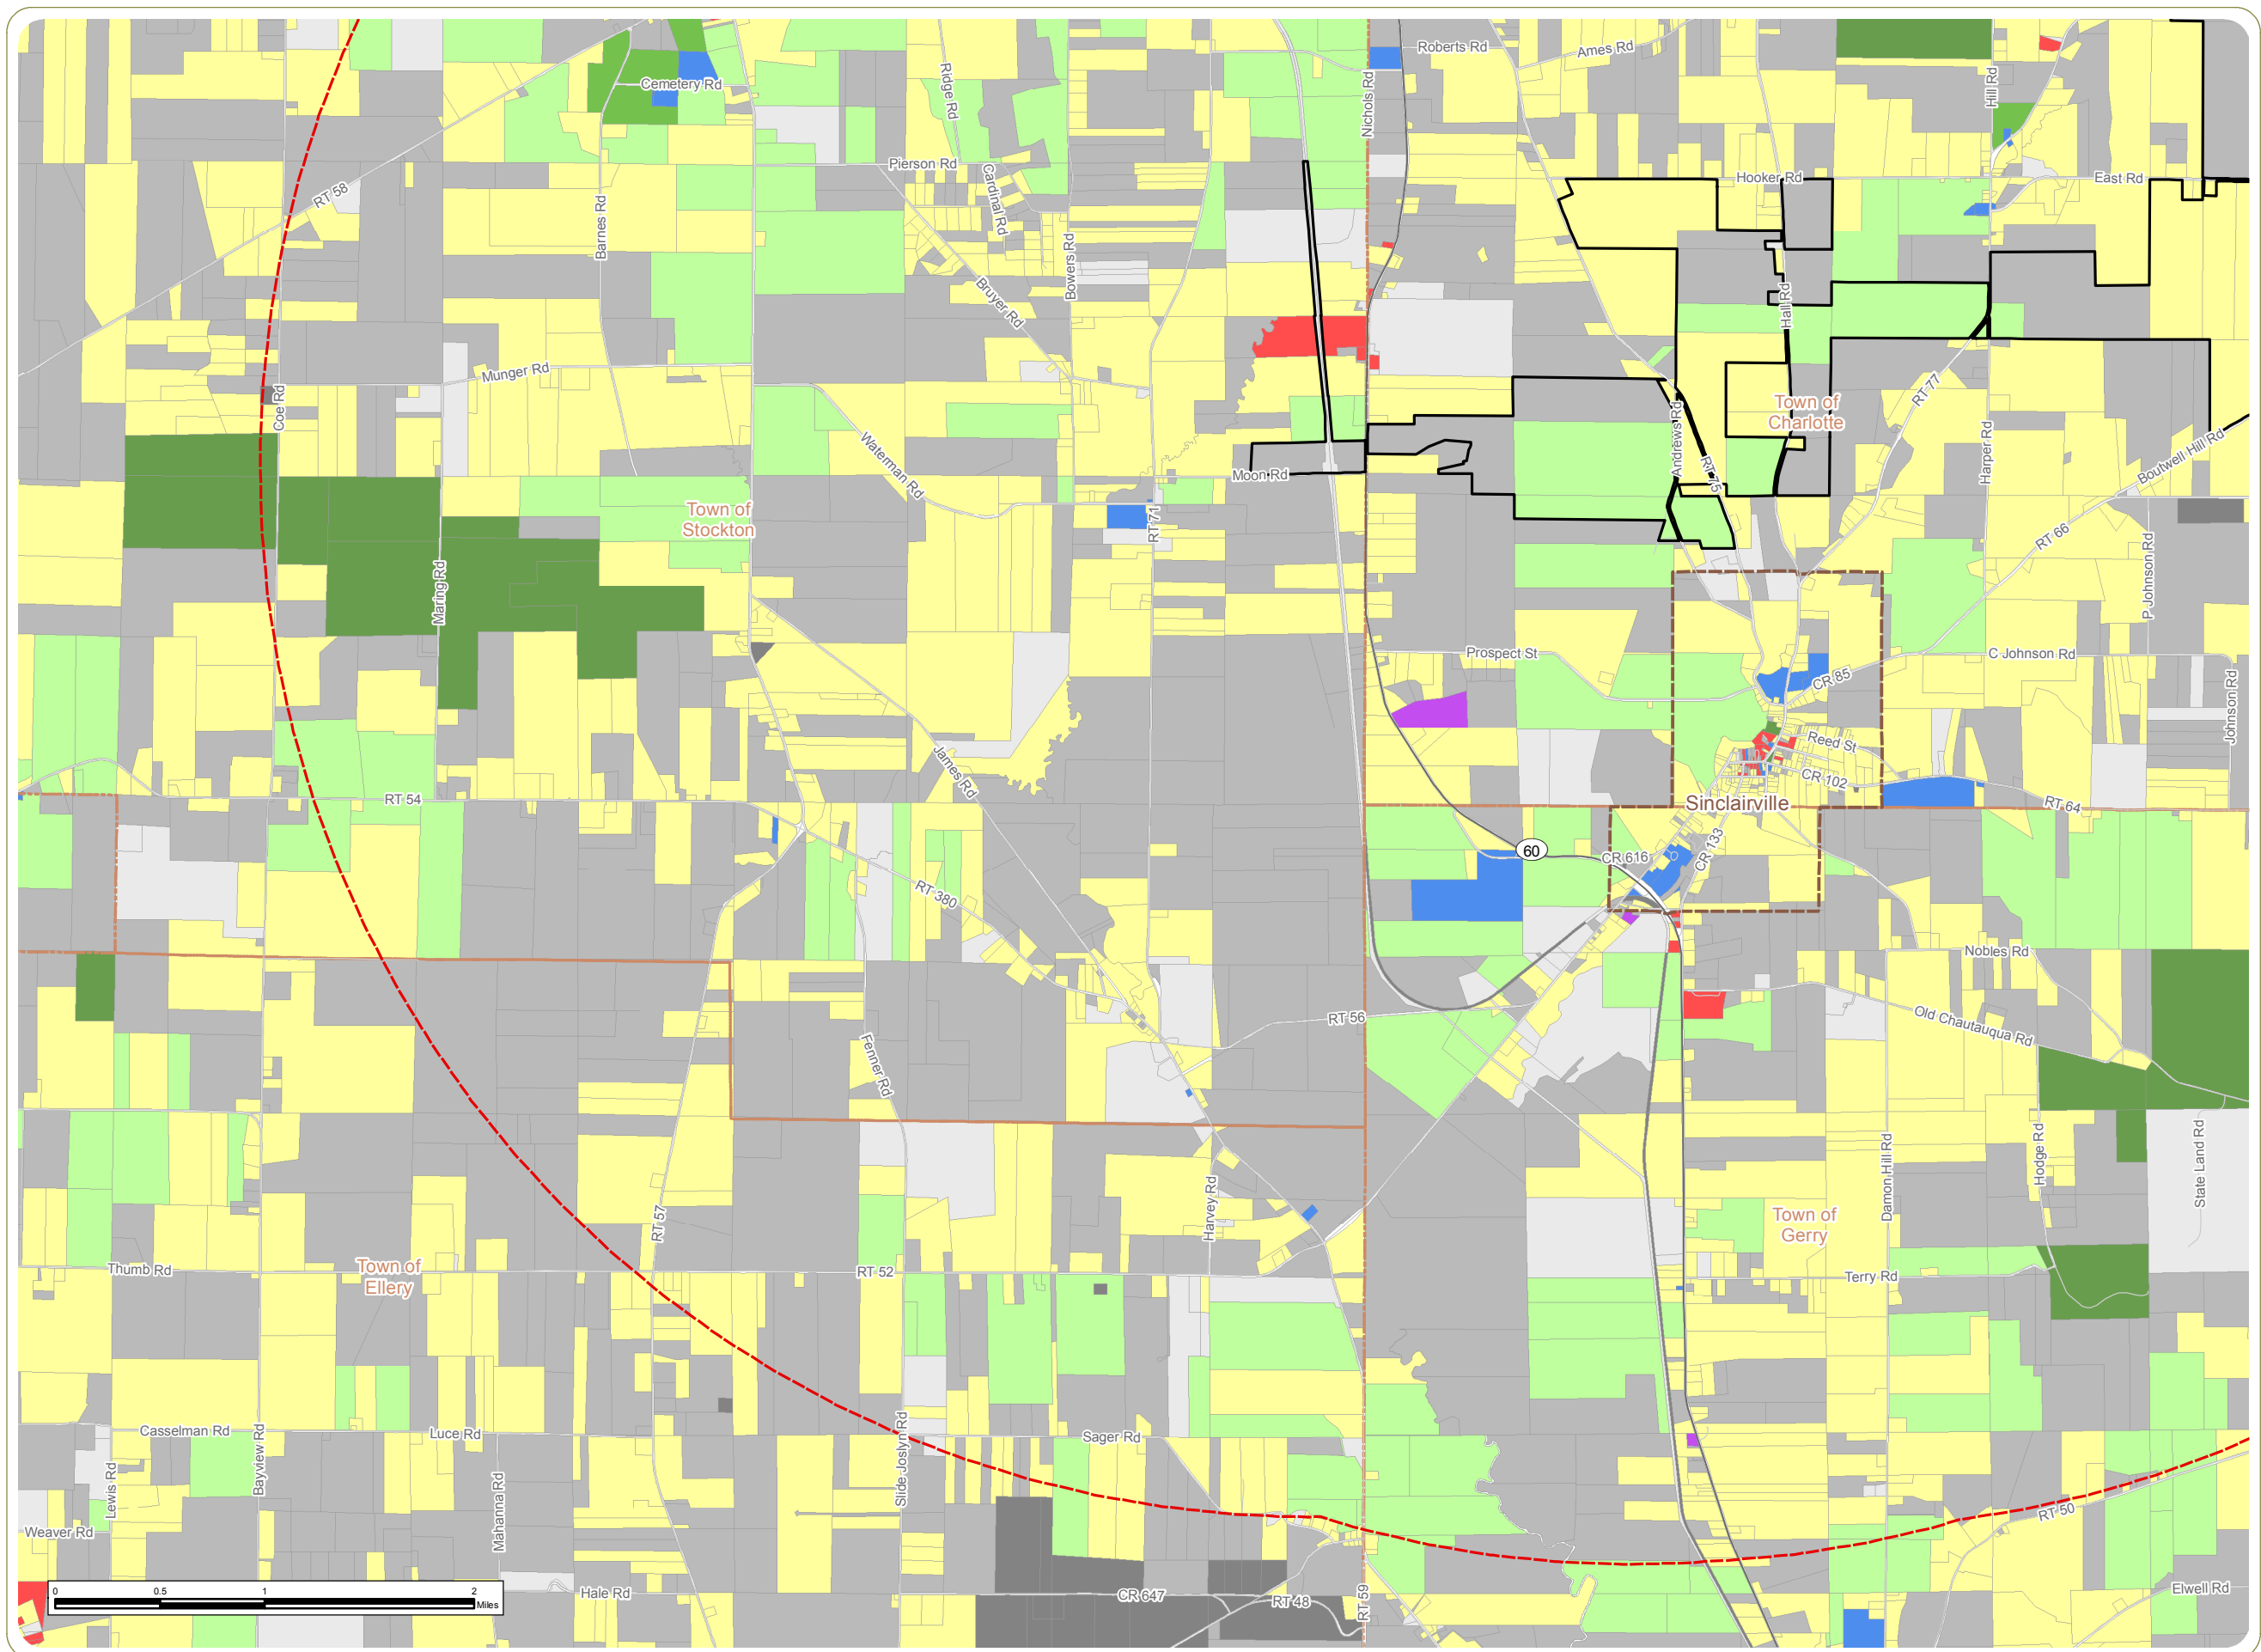 Roberts Rd
Ames Rd
Cemetery Rd
Ridge Rd
Nichols Rd
Hill Rd
Pierson Rd
Cardinal Rd
Hooker Rd
East Rd
RT 58
Barnes Rd
Bowers Rd
Bruyer Rd
Hall Rd
Munger Rd
Coe Rd
RT 77
Town of
Charlotte
Andrews Rd
Harper Rd
Waterman Rd
Moon Rd
RT 75
Boutwell Hill Rd
Town of
Stockton
RT 71
RT 66
Maring Rd
P Johnson Rd
Prospect St
C Johnson Rd
CR 85
Johnson Rd
James Rd
Reed St
CR 102
RT 54
Sinclairville
RT 64
60
CR 616
CR 133
RT 380
Nobles Rd
RT 56
Old Chautauqua Rd
Fenner Rd
Hodge Rd
State Land Rd
Damon Hill Rd
Harvey Rd
RT 57
Town of
Gerry
Thumb Rd
Town of
Ellery
RT 52
Terry Rd
Casselman Rd
Luce Rd
Bayview Rd
Slide Joslyn Rd
Sager Rd
Lewis Rd
Mahanna Rd
Weaver Rd
RT 50
0 0.5 1 2
Miles
Hale Rd
CR 647
RT 48
RT 59
Elwell Rd